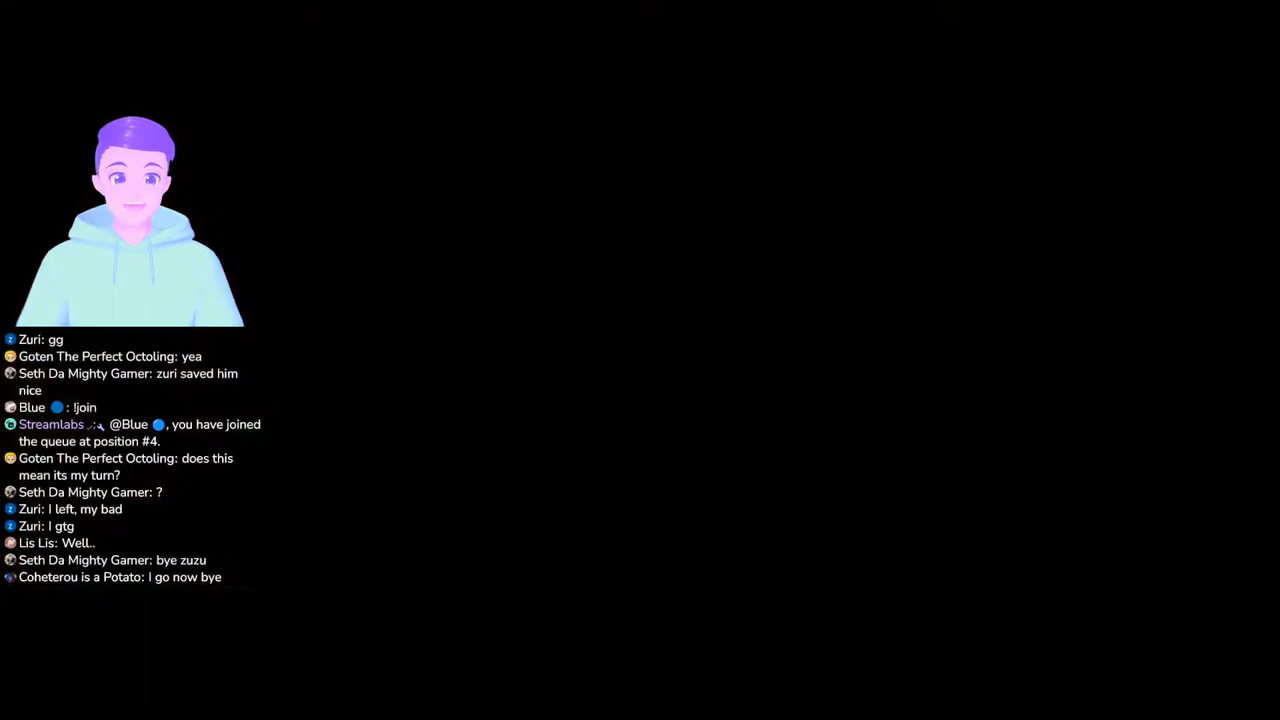 Zuri: gg
Goten The Perfect Octoling: yea
Seth Da Mighty Gamer: zuri saved him
nice
Blue 🔵: !join
Streamlabs: @Blue 🔵, you have joined
the queue at position #4.
Goten The Perfect Octoling: does this
mean its my turn?
Seth Da Mighty Gamer: ?
Zuri: I left, my bad
Zuri: I gtg
Lis Lis: Well..
Seth Da Mighty Gamer: bye zuzu
Coheterou is a Potato: I go now bye